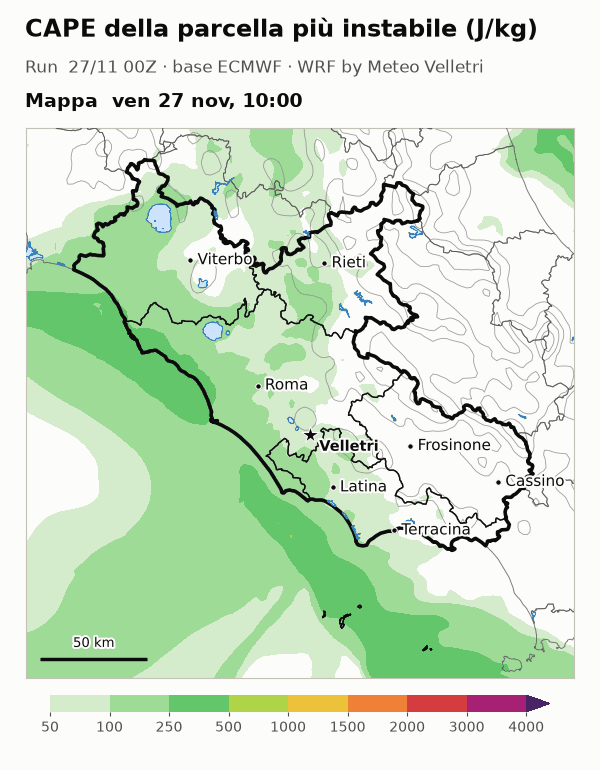 CAPE della parcella più instabile (J/kg)
Run  27/11 00Z · base ECMWF · WRF by Meteo Velletri
Mappa  ven 27 nov, 10:00
Viterbo
Rieti
Roma
Velletri
Frosinone
Latina
Cassino
Terracina
50 km
50 100 250 500 1000 1500 2000 3000 4000